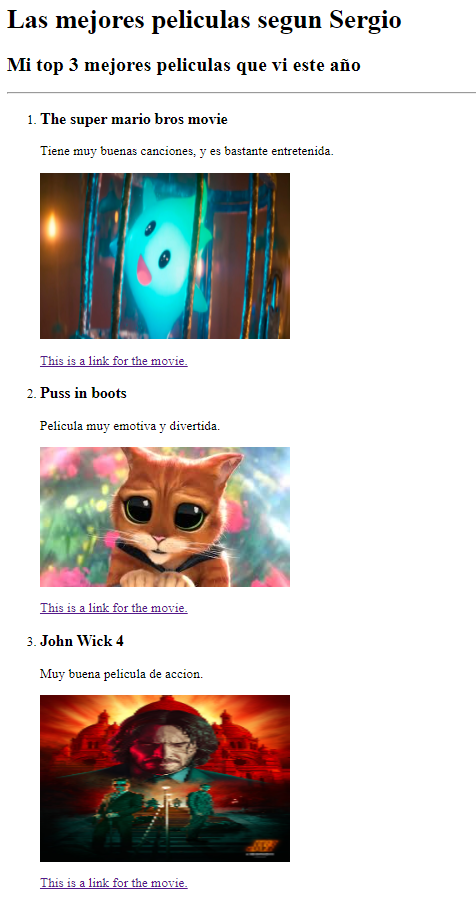 Las mejores peliculas segun Sergio
Mi top 3 mejores peliculas que vi este año
1. The super mario bros movie
Tiene muy buenas canciones, y es bastante entretenida.
This is a link for the movie.
2. Puss in boots
Pelicula muy emotiva y divertida.
This is a link for the movie.
3. John Wick 4
Muy buena pelicula de accion.
This is a link for the movie.